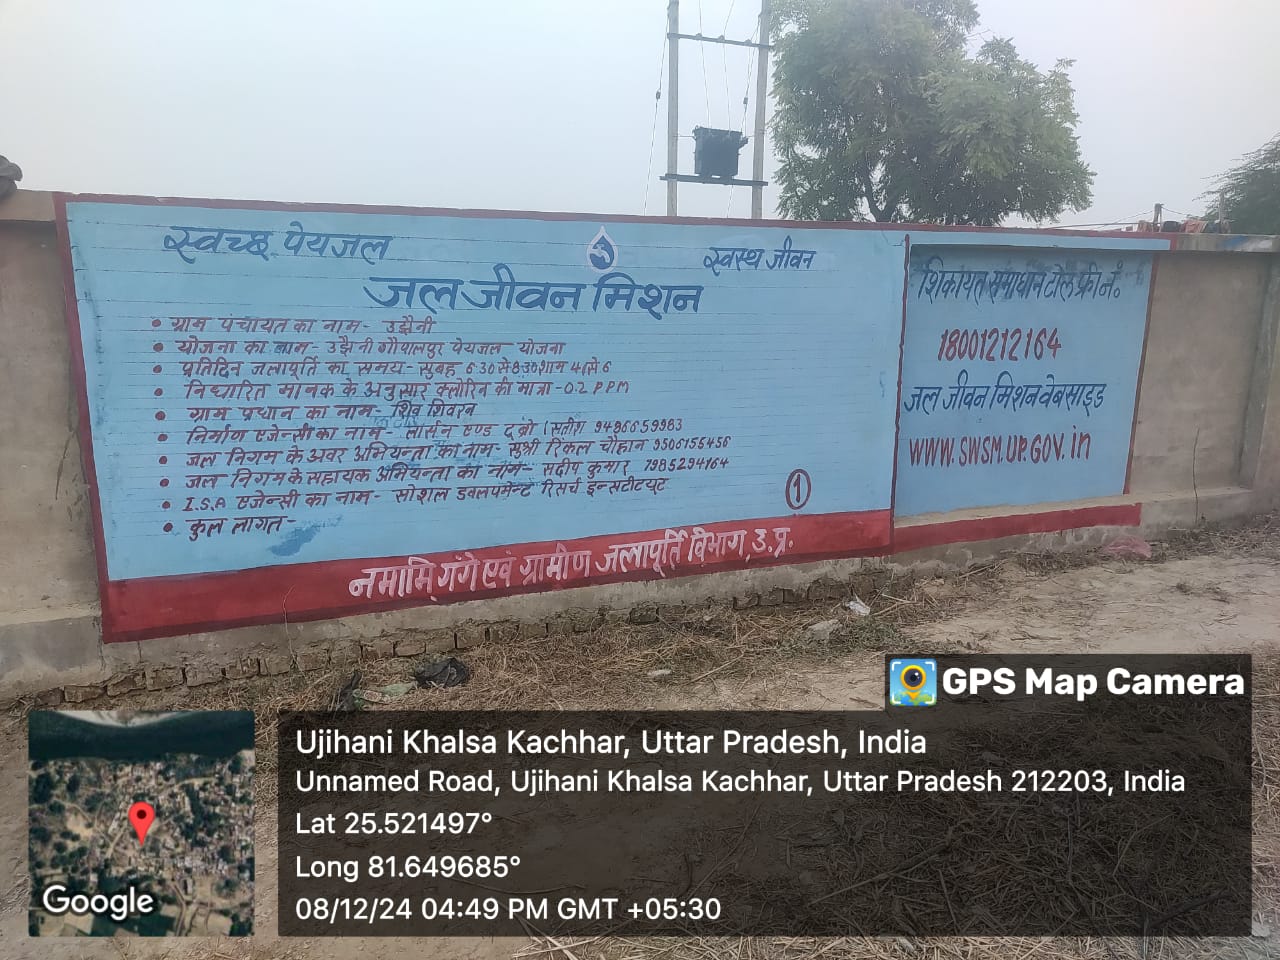 स्वच्छ पेयजल
स्वस्थ जीवन
जल जीवन मिशन
• ग्राम पंचायत का नाम- उझैनी
• योजना का नाम- उझैनी गौपालपुर पेयजल योजना
• प्रतिदिन जलापूर्ति का समय- सुबह 6:30 से 8:30 शाम 4 से 6
• निर्धारित मानक के अनुसार क्लोरिन की मात्रा-0.2 PPM
• ग्राम प्रधान का नाम- शिव
• निर्माण एजेन्सी का नाम- लार्सन एण्ड टूब्रो (सतीश 9496659983
• जल निगम के अवर अभियन्ता का नाम- सुश्री रिंकल चौहान 9506155456
• जल निगम के सहायक अभियन्ता का नाम- सदीप कुमार 7985294164
• I.S.A एजेन्सी का नाम- सोशल डवलपमेन्ट रिसर्च इन्सटीटयूट
• कुल लागत-
1
नमामि गंगे एवं ग्रामीण जलापूर्ति विभाग, उ.प्र.
शिकायत समाधान टोल फ्री नं॰
18001212164
जल जीवन मिशन वेबसाइड
WWW.SWSM.UP.GOV.in
GPS Map Camera
Ujihani Khalsa Kachhar, Uttar Pradesh, India
Unnamed Road, Ujihani Khalsa Kachhar, Uttar Pradesh 212203, India
Lat 25.521497°
Long 81.649685°
08/12/24 04:49 PM GMT +05:30
Google